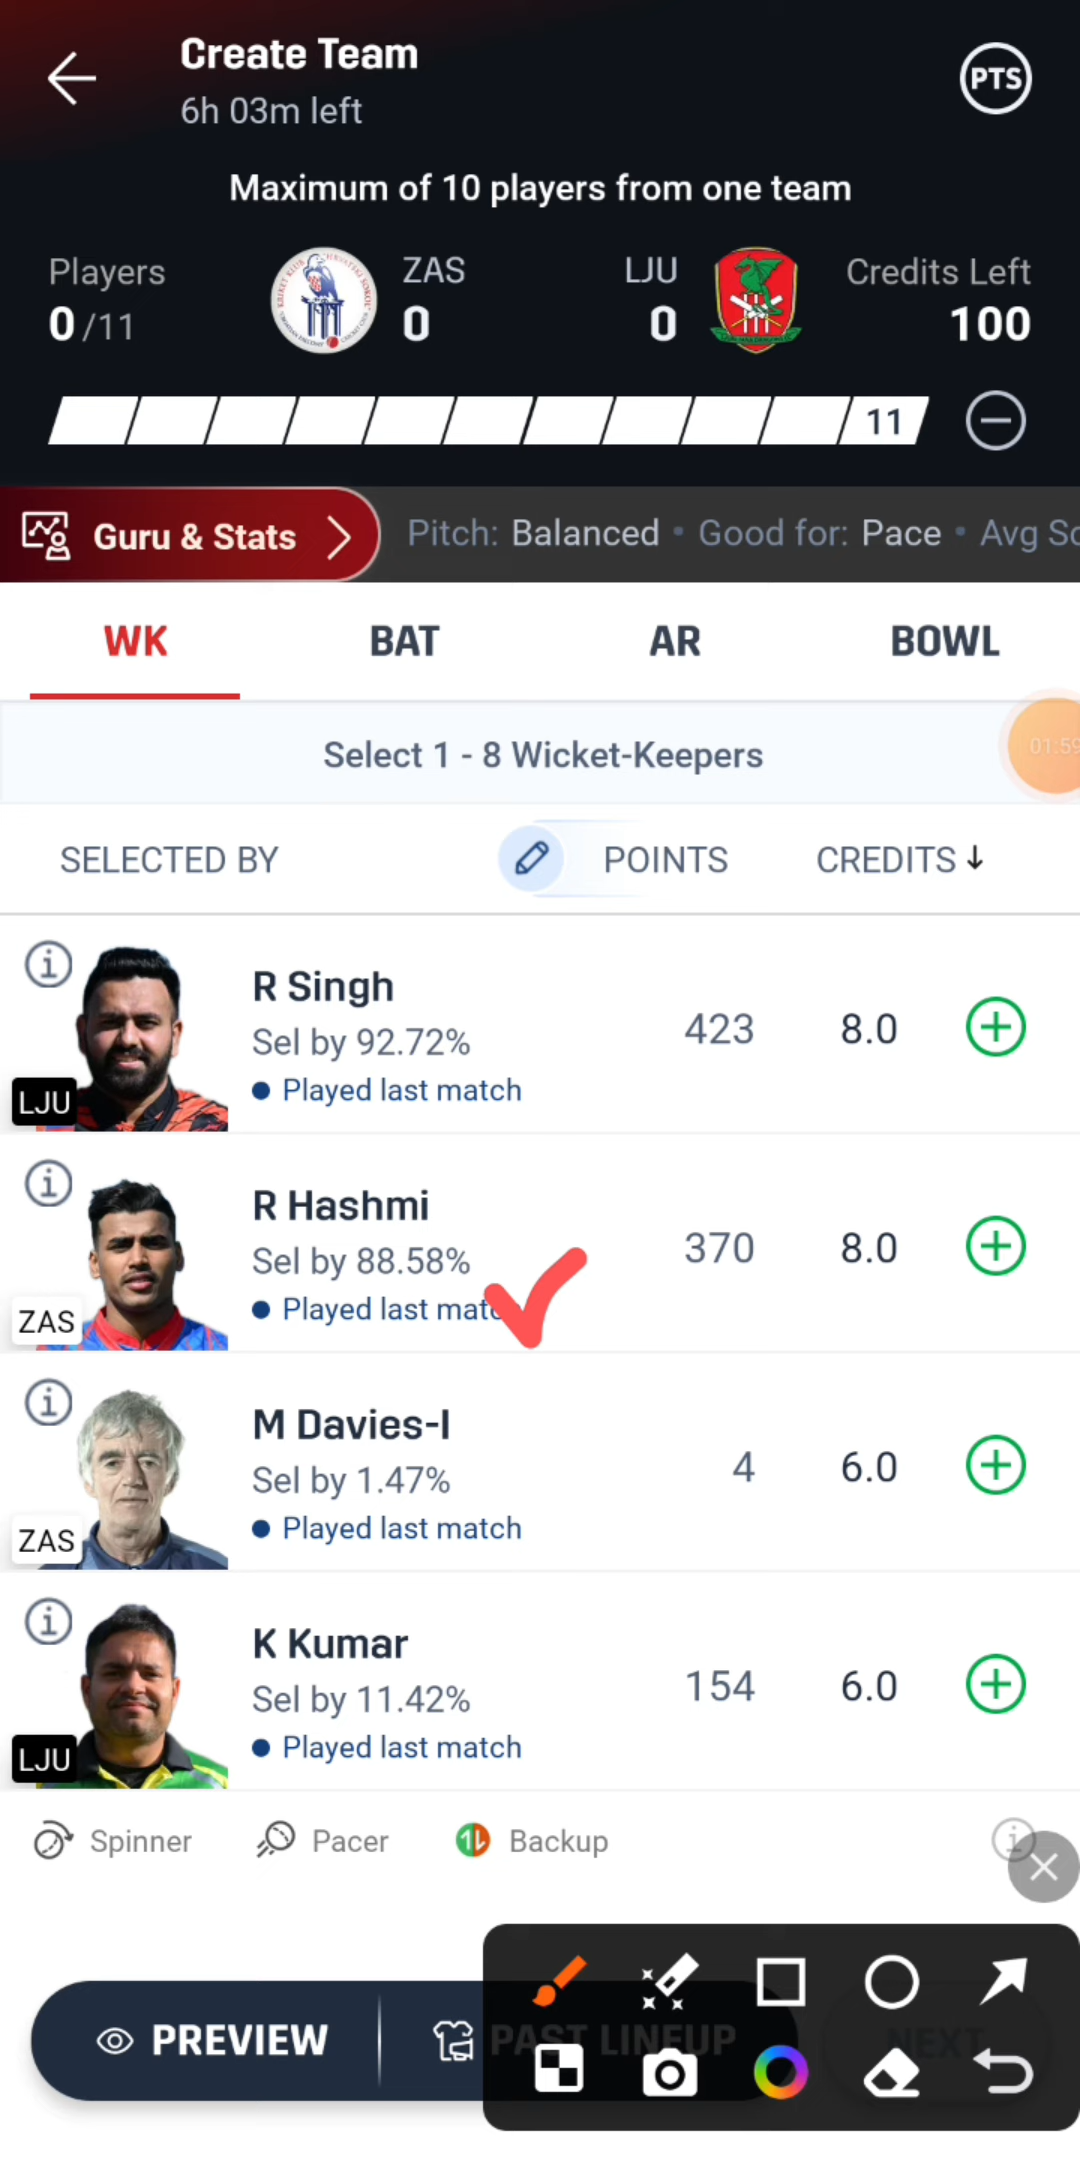 Create Team
6h 03m left
PTS
Maximum of 10 players from one team
Players
0/11
ZAS
0
LJU
0
Credits Left
100
11
Guru & Stats
Pitch: Balanced • Good for: Pace • Avg Sc
WK BAT AR BOWL
Select 1 - 8 Wicket-Keepers
01:59
SELECTED BY POINTS CREDITS ↓
R Singh
Sel by 92.72% 423 8.0
Played last match
LJU
R Hashmi
Sel by 88.58% 370 8.0
Played last matc
ZAS
M Davies-I
Sel by 1.47% 4 6.0
Played last match
ZAS
K Kumar
Sel by 11.42% 154 6.0
Played last match
LJU
Spinner Pacer Backup
PREVIEW PAST LINEUP NEXT